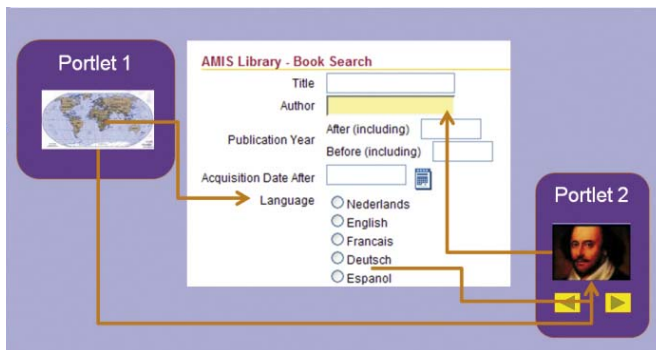 Portlet 1
AMIS Library - Book Search
Title
Author
Publication Year
After (including)
Before (including)
Acquisition Date After
Language
Nederlands
English
Francais
Deutsch
Espanol
Portlet 2